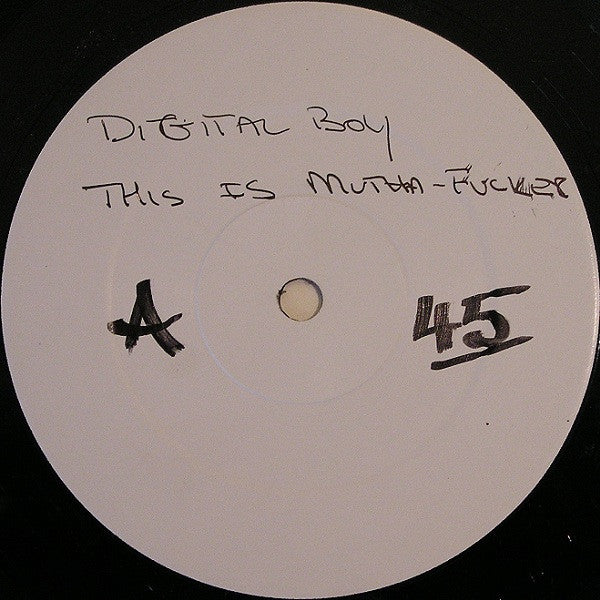 DIGITAL BOY
THIS IS MUTHA-FUCKER
A 45